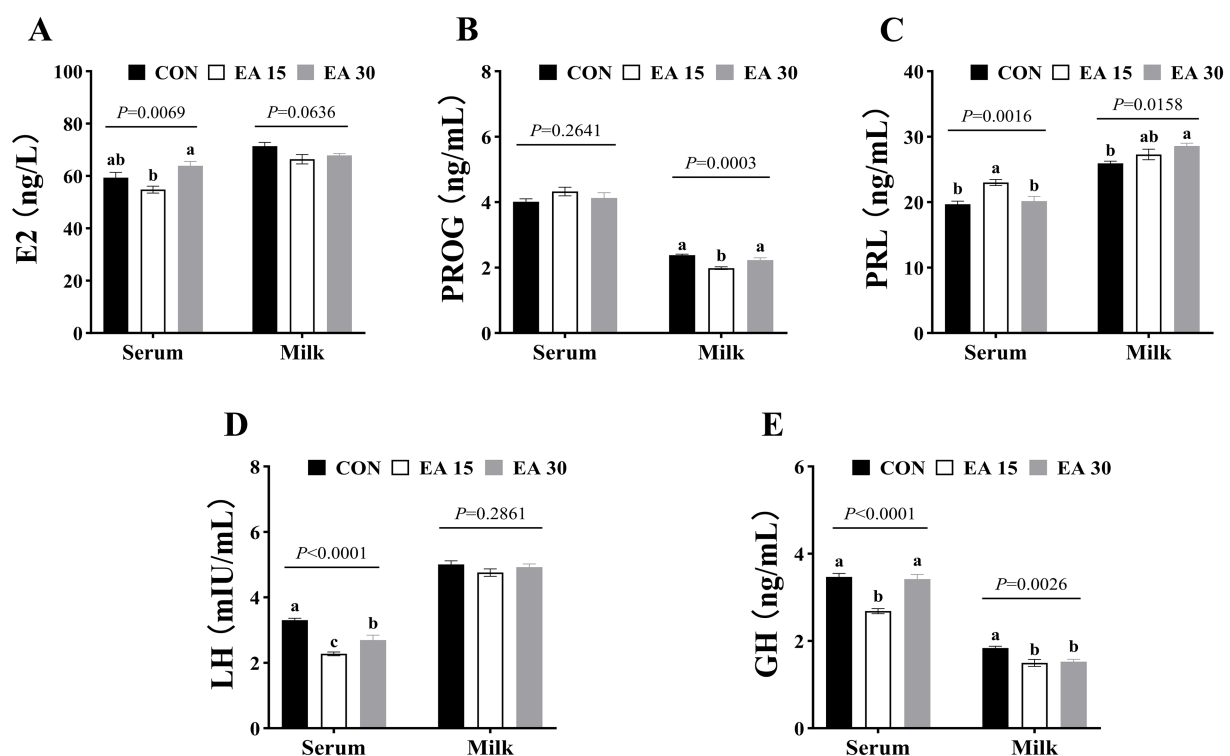 A
CON EA 15 EA 30
E2（ng/L）
100
80
60
40
20
0
P=0.0069
P=0.0636
ab b a
Serum Milk
B
CON EA 15 EA 30
PROG（ng/mL）
8
6
4
2
0
P=0.2641
P=0.0003
a b a
Serum Milk
C
CON EA 15 EA 30
PRL（ng/mL）
40
30
20
10
0
P=0.0016
P=0.0158
b a b
b ab a
Serum Milk
D
CON EA 15 EA 30
LH（mIU/mL）
8
6
4
2
0
P<0.0001
P=0.2861
a c b
Serum Milk
E
CON EA 15 EA 30
GH（ng/mL）
6
4
2
0
P<0.0001
P=0.0026
a b a
a b b
Serum Milk